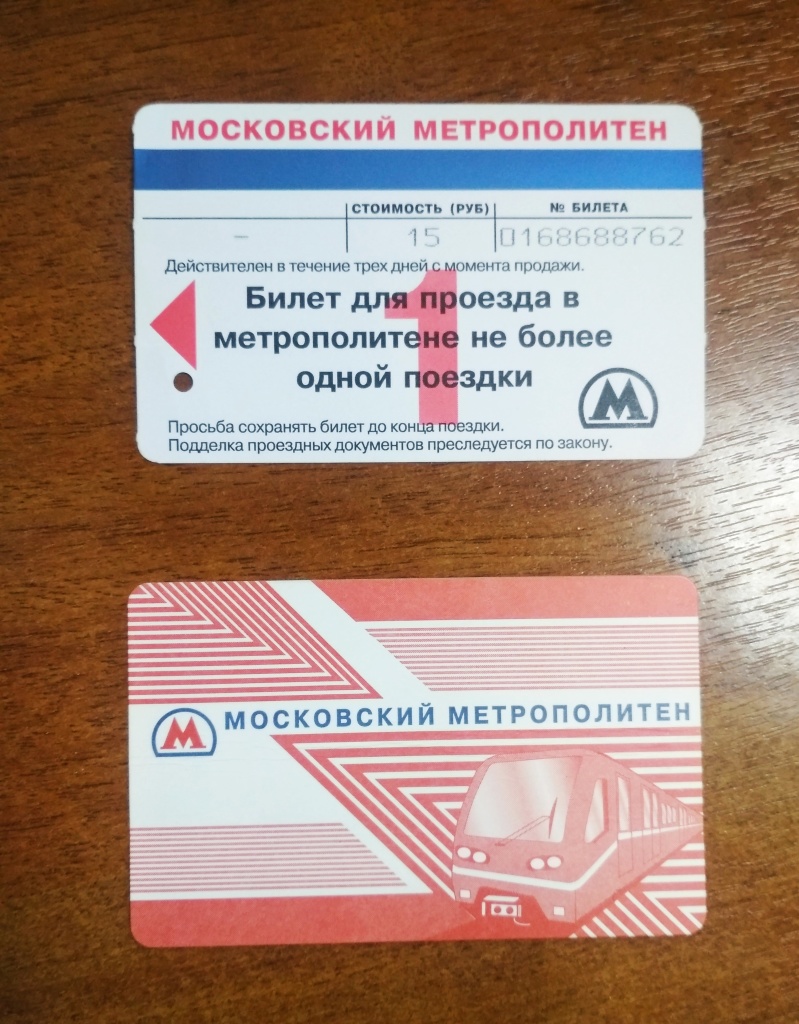 МОСКОВСКИЙ МЕТРОПОЛИТЕН
СТОИМОСТЬ (РУБ) № БИЛЕТА
– 15 0168688762
Действителен в течение трех дней с момента продажи.
1
Билет для проезда в
метрополитене не более
одной поездки
М
Просьба сохранять билет до конца поездки.
Подделка проездных документов преследуется по закону.
М МОСКОВСКИЙ МЕТРОПОЛИТЕН